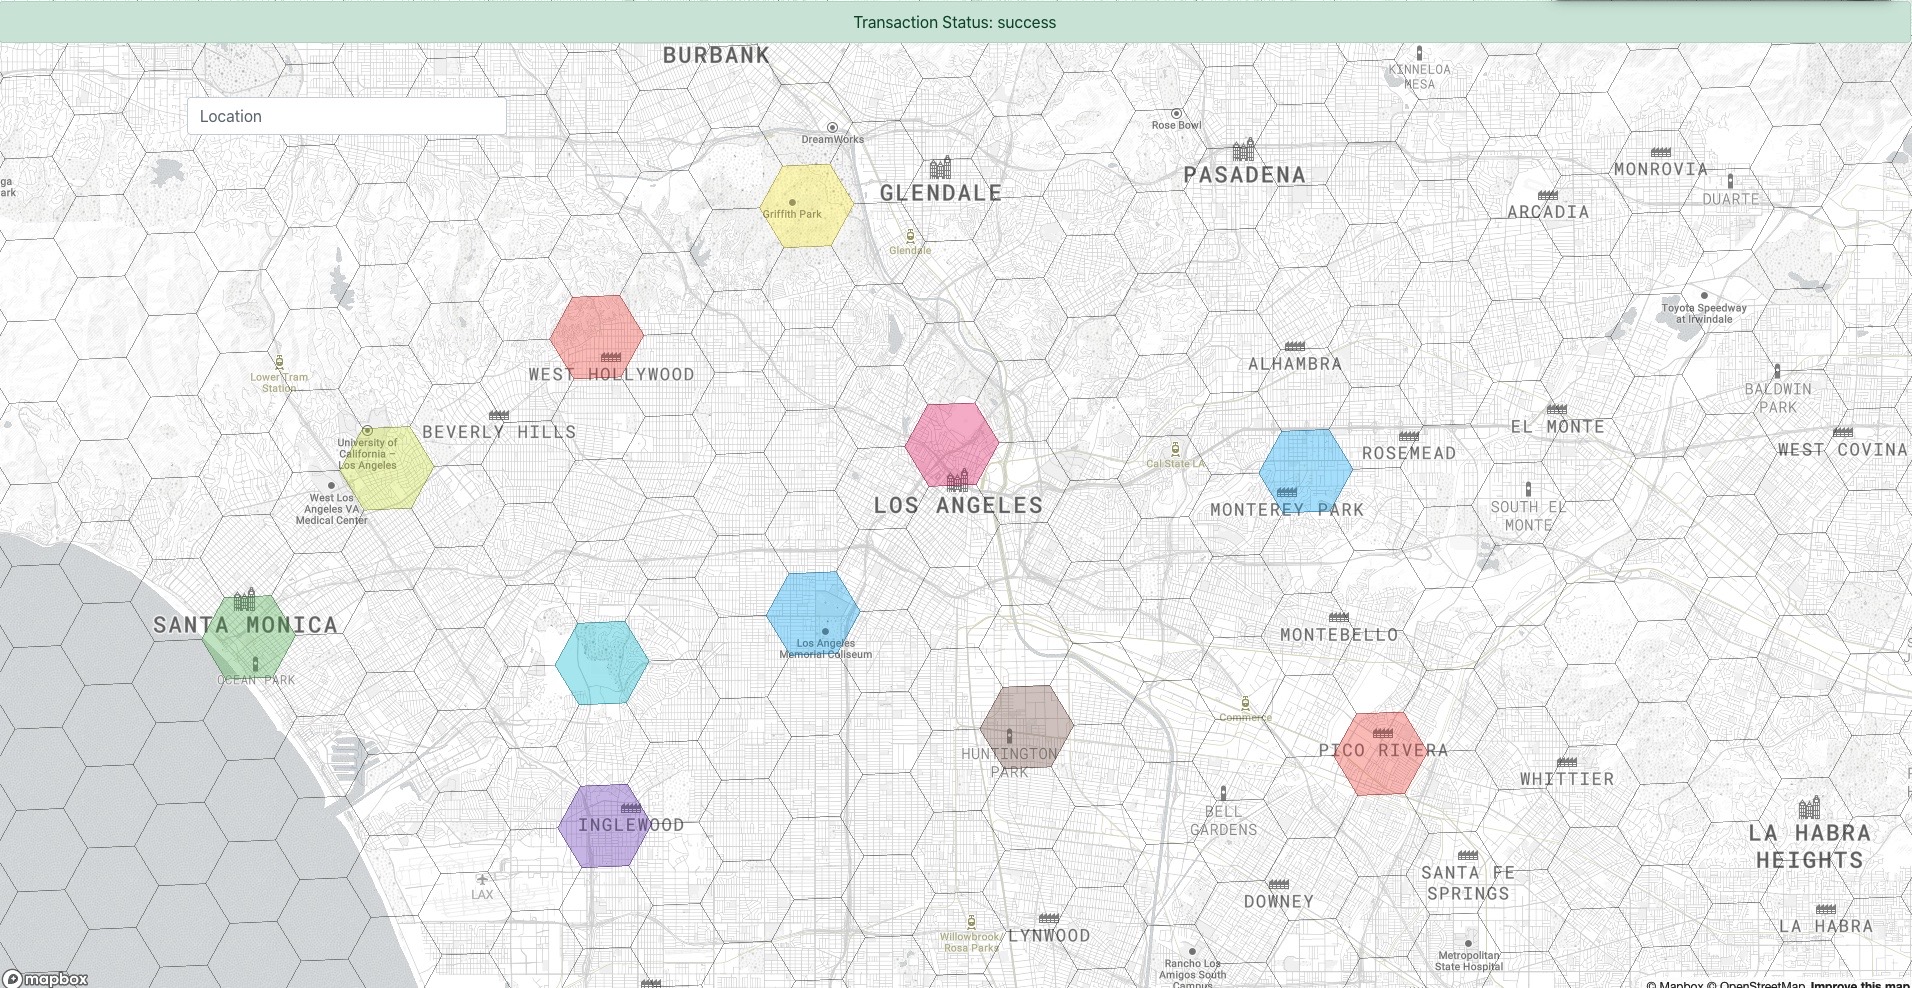 Transaction Status: success
BURBANK
KINNELOA
MESA
Location
Rose Bowl
DreamWorks
PASADENA
MONROVIA
ga
ark
GLENDALE
DUARTE
Griffith Park
ARCADIA
Glendale
Toyota Speedway
at Irwindale
ALHAMBRA
WEST HOLLYWOOD
Lower Tram
Station
BALDWIN
PARK
BEVERLY HILLS
EL MONTE
University of
California –
Los Angeles
ROSEMEAD
WEST COVINA
Cal State LA
West Los
Angeles VA
Medical Center
LOS ANGELES
MONTEREY PARK
SOUTH EL
MONTE
SANTA MONICA
MONTEBELLO
Los Angeles
Memorial Coliseum
OCEAN PARK
Commerce
HUNTINGTON
PARK
PICO RIVERA
WHITTIER
INGLEWOOD
BELL
GARDENS
LA HABRA
HEIGHTS
SANTA FE
SPRINGS
LAX
DOWNEY
LA HABRA
Willowbrook/
Rosa Parks
LYNWOOD
Metropolitan
State Hospital
Rancho Los
Amigos South
Campus
mapbox
© Mapbox © OpenStreetMap Improve this map